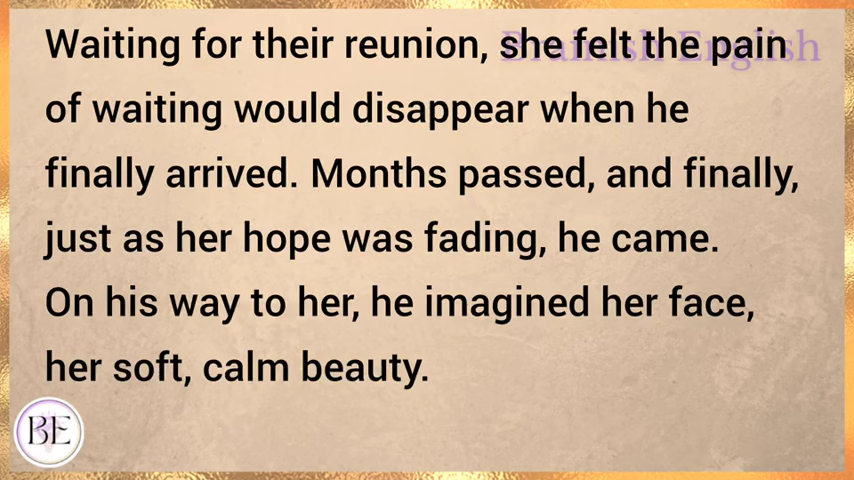 Waiting for their reunion, she felt the pain
of waiting would disappear when he
finally arrived. Months passed, and finally,
just as her hope was fading, he came.
On his way to her, he imagined her face,
her soft, calm beauty.
Brainish English
BE